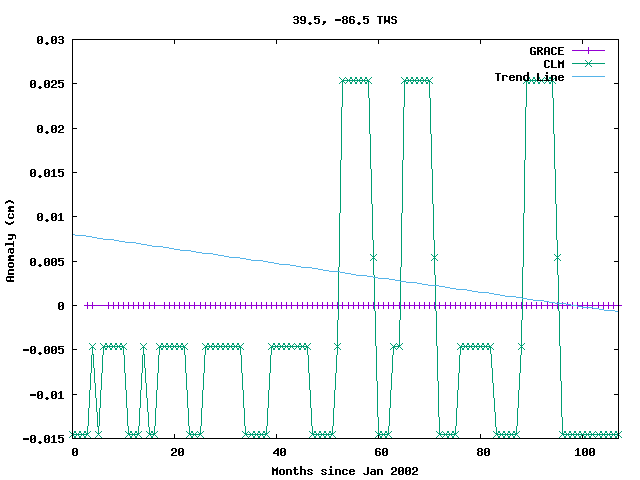 39.5, -86.5 TWS
0.03
0.025
0.02
0.015
0.01
0.005
0
-0.005
-0.01
-0.015
Anomaly (cm)
GRACE
CLM
Trend Line
0 20 40 60 80 100
Months since Jan 2002